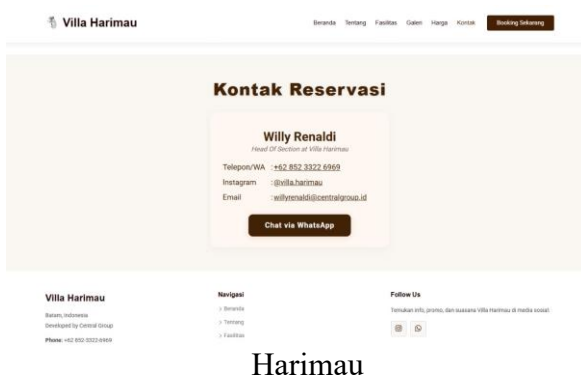 Villa Harimau
Beranda Tentang Fasilitas Galeri Harga Kontak Booking Sekarang
Kontak Reservasi
Willy Renaldi
Head Of Section at Villa Harimau
Telepon/WA : +62 852 3322 6969
Instagram : @villa.harimau
Email : willyrenaldi@centralgroup.id
Chat via WhatsApp
Villa Harimau
Batam, Indonesia
Developed by Central Group
Phone: +62 852-3322-6969
Navigasi
> Beranda
> Tentang
> Fasilitas
Follow Us
Temukan info, promo, dan suasana Villa Harimau di media sosial:
Harimau